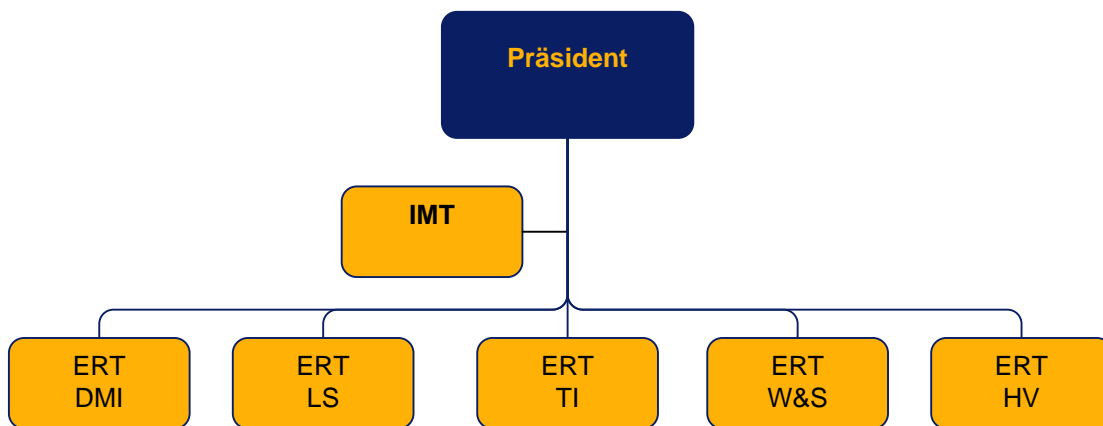 Präsident
IMT
ERT
DMI
ERT
LS
ERT
TI
ERT
W&S
ERT
HV